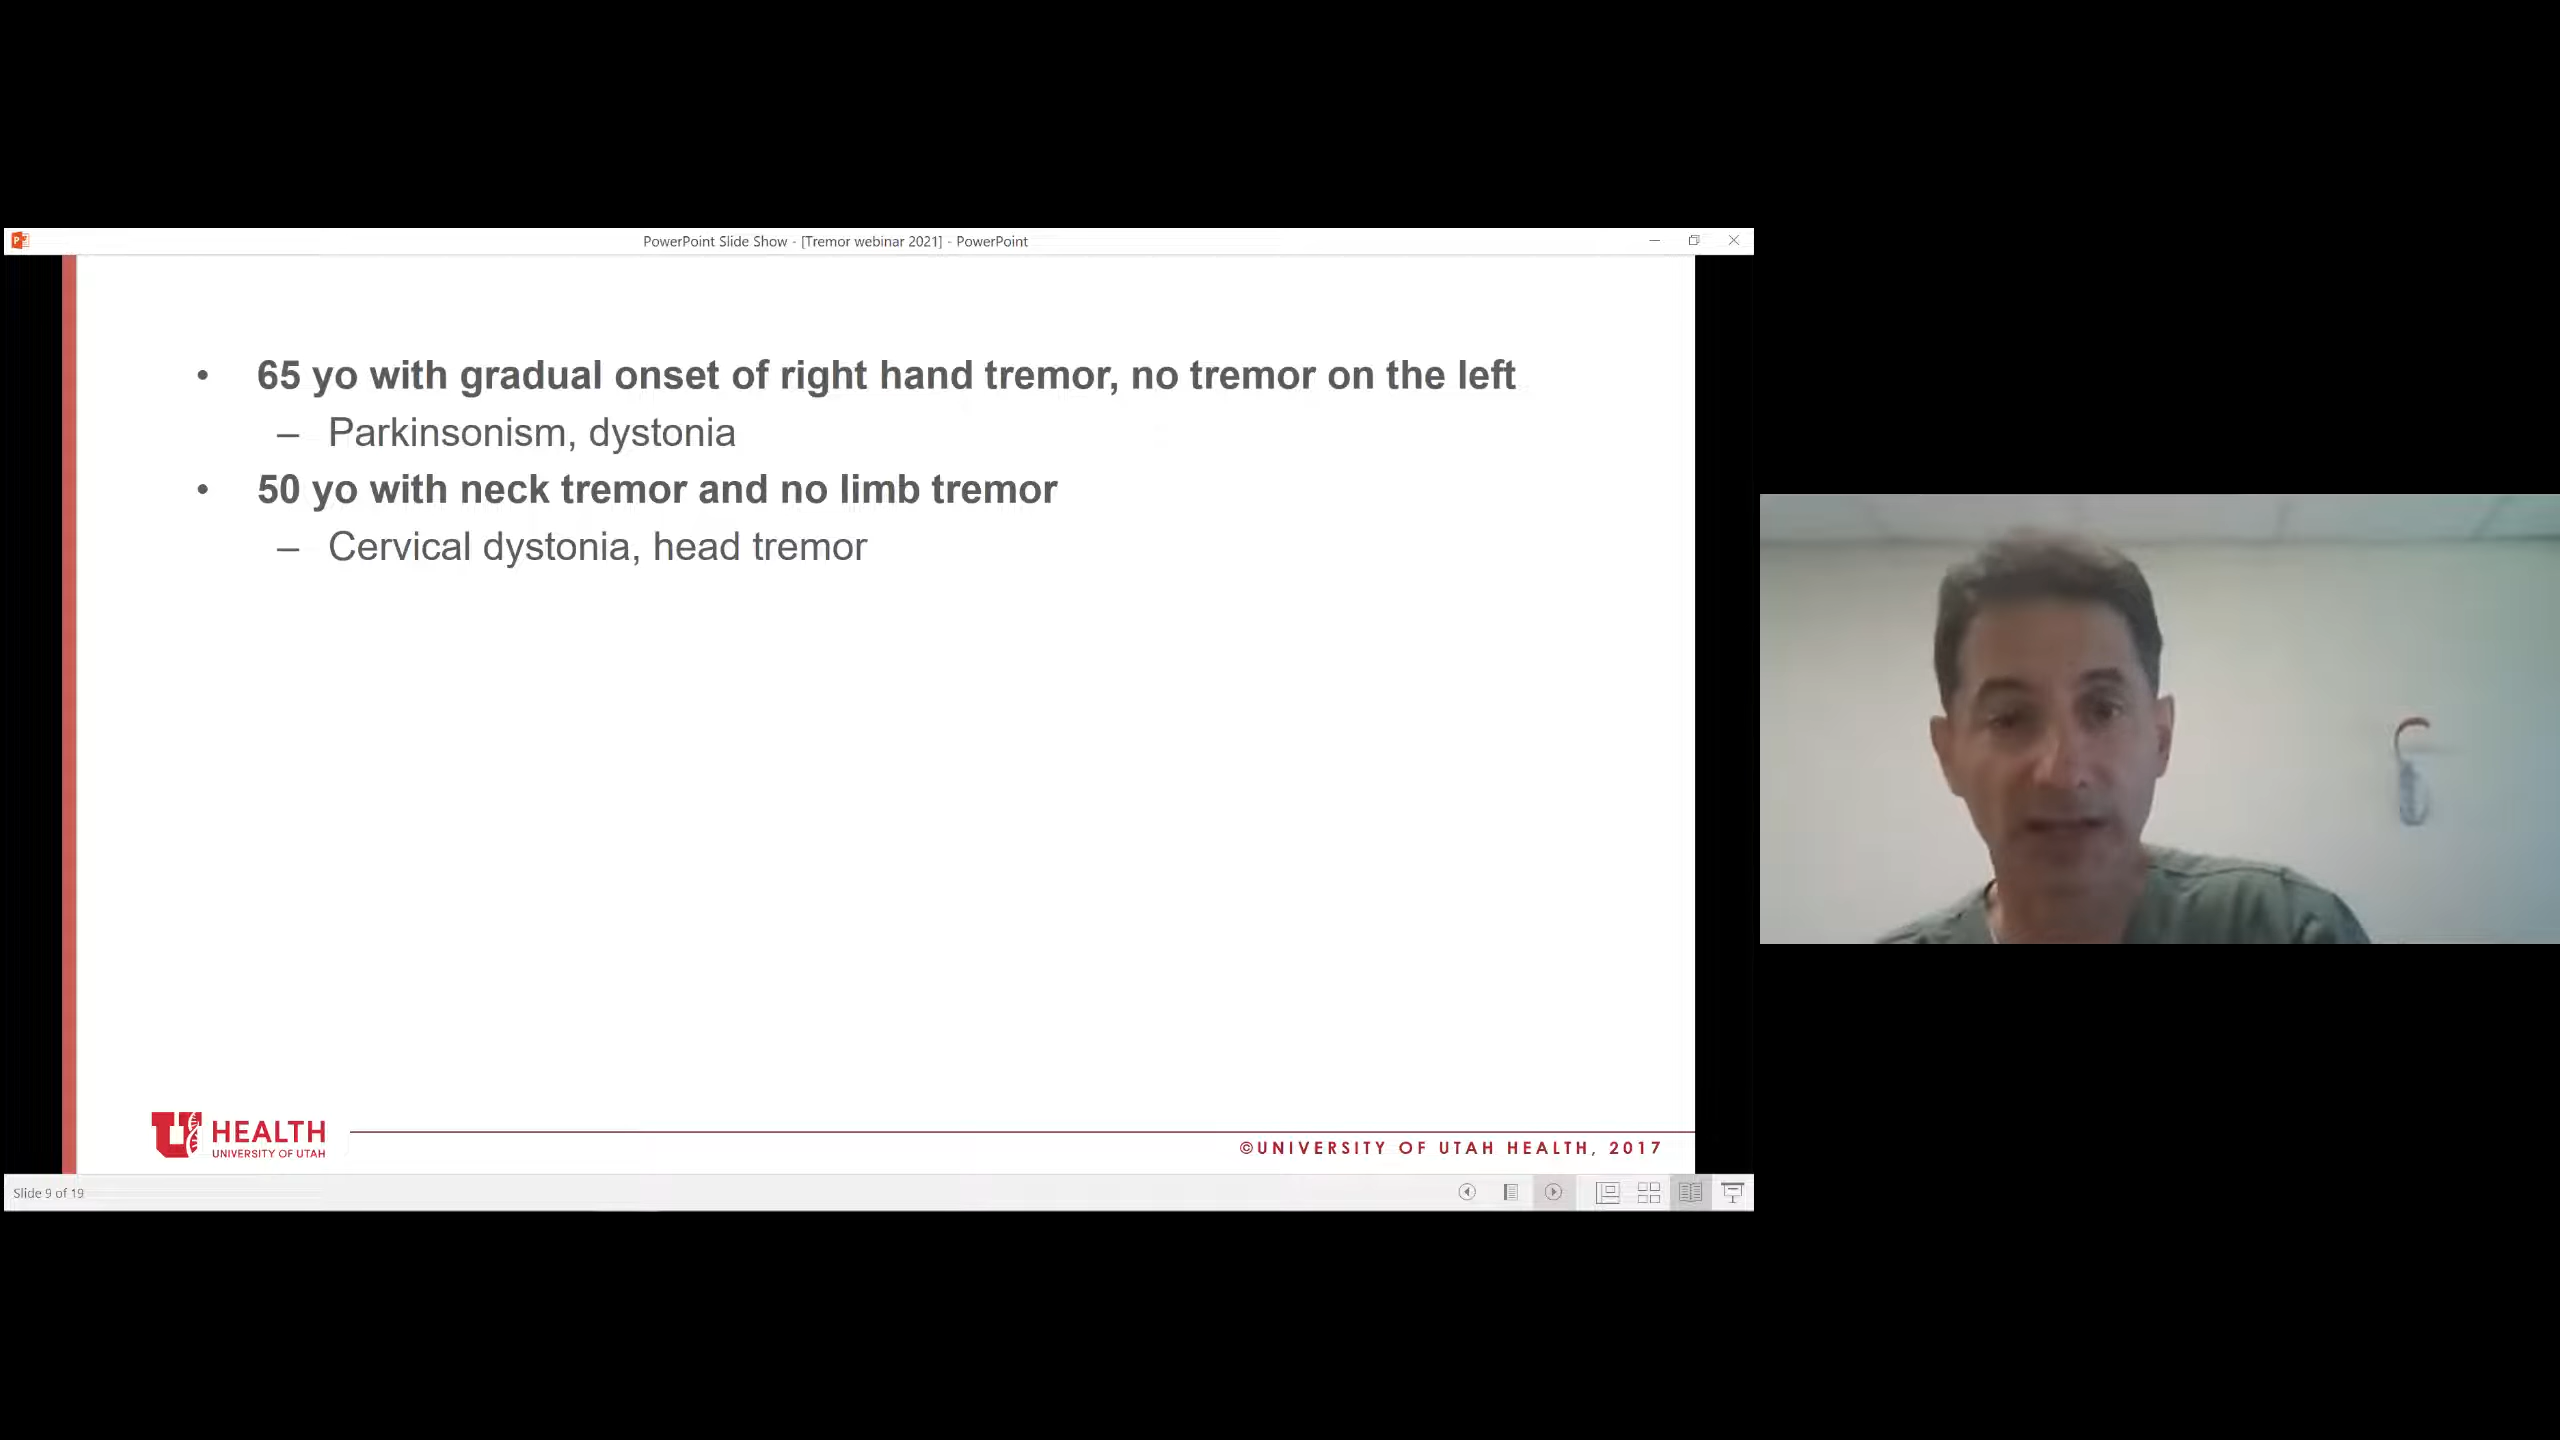 PowerPoint Slide Show - [Tremor webinar 2021] - PowerPoint
• 65 yo with gradual onset of right hand tremor, no tremor on the left
– Parkinsonism, dystonia
• 50 yo with neck tremor and no limb tremor
– Cervical dystonia, head tremor
U HEALTH
UNIVERSITY OF UTAH
©UNIVERSITY OF UTAH HEALTH, 2017
Slide 9 of 19